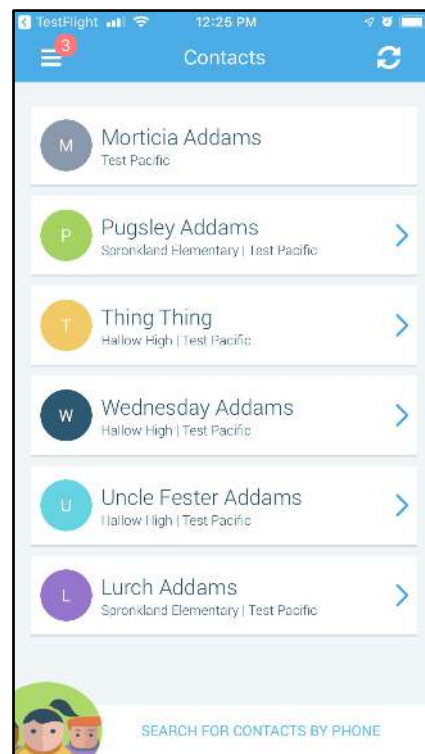 TestFlight 12:25 PM
3
Contacts
M
Morticia Addams
Test Pacific
P
Pugsley Addams
Spronkland Elementary | Test Pacific
T
Thing Thing
Hallow High | Test Pacific
W
Wednesday Addams
Hallow High | Test Pacific
U
Uncle Fester Addams
Hallow High | Test Pacific
L
Lurch Addams
Spronkland Elementary | Test Pacific
SEARCH FOR CONTACTS BY PHONE